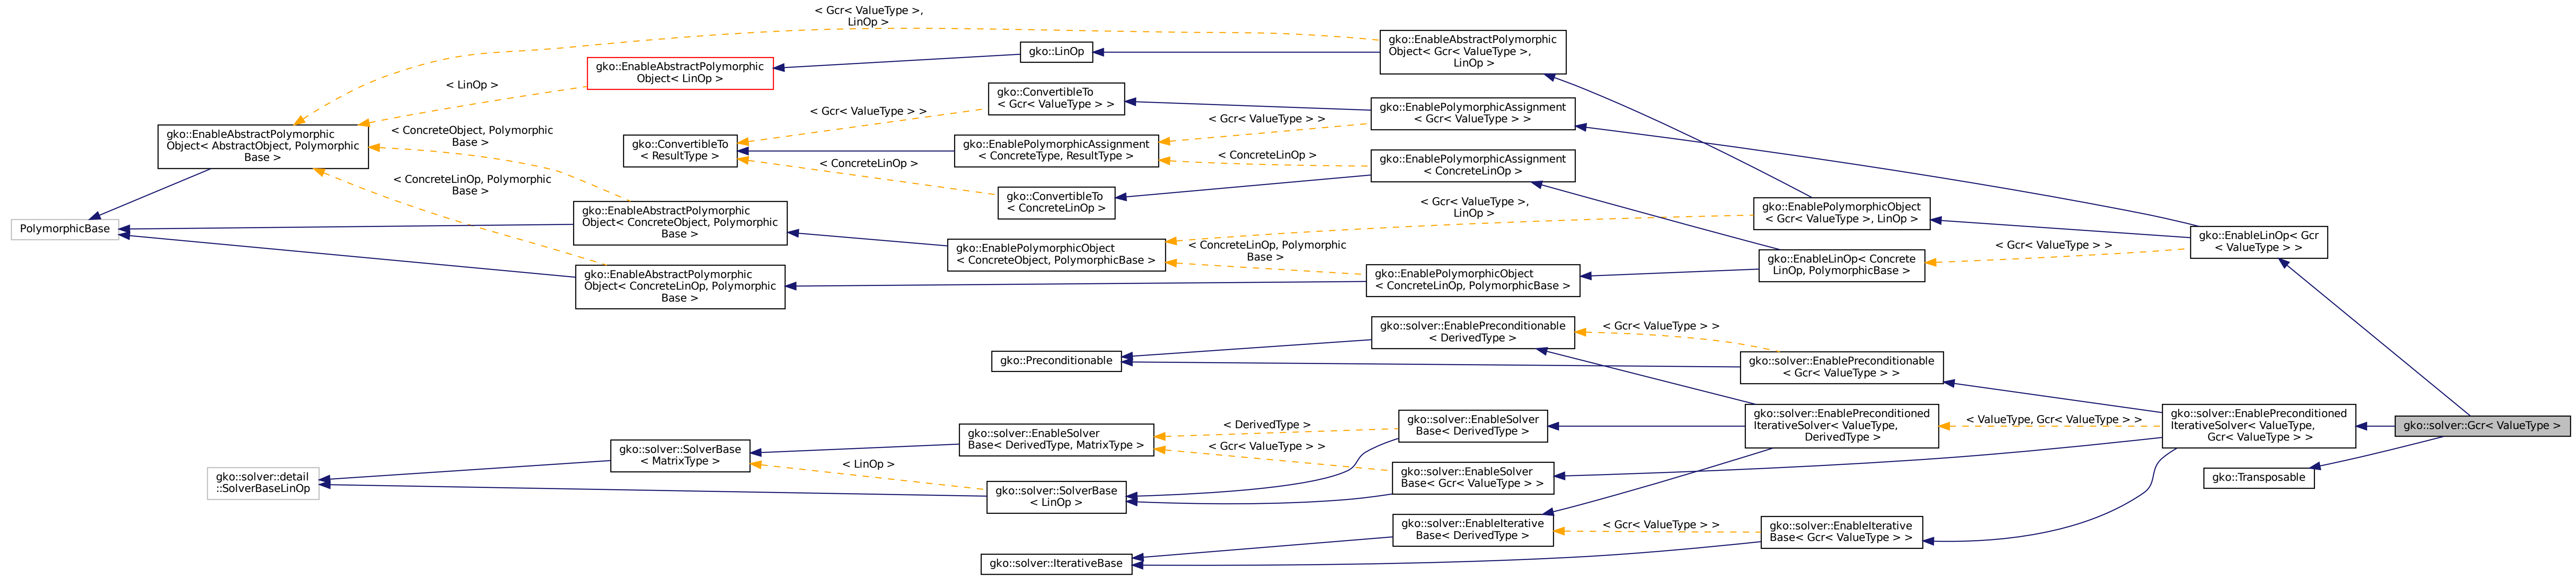 < Gcr< ValueType >,
LinOp >
gko::EnableAbstractPolymorphic
Object< Gcr< ValueType >,
LinOp >
gko::LinOp
gko::EnableAbstractPolymorphic
Object< LinOp >
< LinOp >
gko::ConvertibleTo
< Gcr< ValueType > >
gko::EnablePolymorphicAssignment
< Gcr< ValueType > >
< Gcr< ValueType > >
< Gcr< ValueType > >
gko::EnableAbstractPolymorphic
Object< AbstractObject, Polymorphic
Base >
< ConcreteObject, Polymorphic
Base >
gko::ConvertibleTo
< ResultType >
gko::EnablePolymorphicAssignment
< ConcreteType, ResultType >
< ConcreteLinOp >
< ConcreteLinOp >
gko::EnablePolymorphicAssignment
< ConcreteLinOp >
< ConcreteLinOp, Polymorphic
Base >
gko::ConvertibleTo
< ConcreteLinOp >
< Gcr< ValueType >,
LinOp >
gko::EnablePolymorphicObject
< Gcr< ValueType >, LinOp >
PolymorphicBase
gko::EnableAbstractPolymorphic
Object< ConcreteObject, Polymorphic
Base >
gko::EnablePolymorphicObject
< ConcreteObject, PolymorphicBase >
< ConcreteLinOp, Polymorphic
Base >
gko::EnableLinOp< Gcr
< ValueType > >
< Gcr< ValueType > >
gko::EnableLinOp< Concrete
LinOp, PolymorphicBase >
gko::EnableAbstractPolymorphic
Object< ConcreteLinOp, Polymorphic
Base >
gko::EnablePolymorphicObject
< ConcreteLinOp, PolymorphicBase >
gko::solver::EnablePreconditionable
< DerivedType >
< Gcr< ValueType > >
gko::Preconditionable
gko::solver::EnablePreconditionable
< Gcr< ValueType > >
gko::solver::EnablePreconditioned
IterativeSolver< ValueType,
DerivedType >
< ValueType, Gcr< ValueType > >
gko::solver::EnablePreconditioned
IterativeSolver< ValueType,
Gcr< ValueType > >
gko::solver::Gcr< ValueType >
gko::solver::EnableSolver
Base< DerivedType >
< DerivedType >
gko::solver::EnableSolver
Base< DerivedType, MatrixType >
< Gcr< ValueType > >
gko::solver::SolverBase
< MatrixType >
< LinOp >
gko::solver::EnableSolver
Base< Gcr< ValueType > >
gko::Transposable
gko::solver::detail
::SolverBaseLinOp
gko::solver::SolverBase
< LinOp >
gko::solver::EnableIterative
Base< DerivedType >
< Gcr< ValueType > >
gko::solver::EnableIterative
Base< Gcr< ValueType > >
gko::solver::IterativeBase